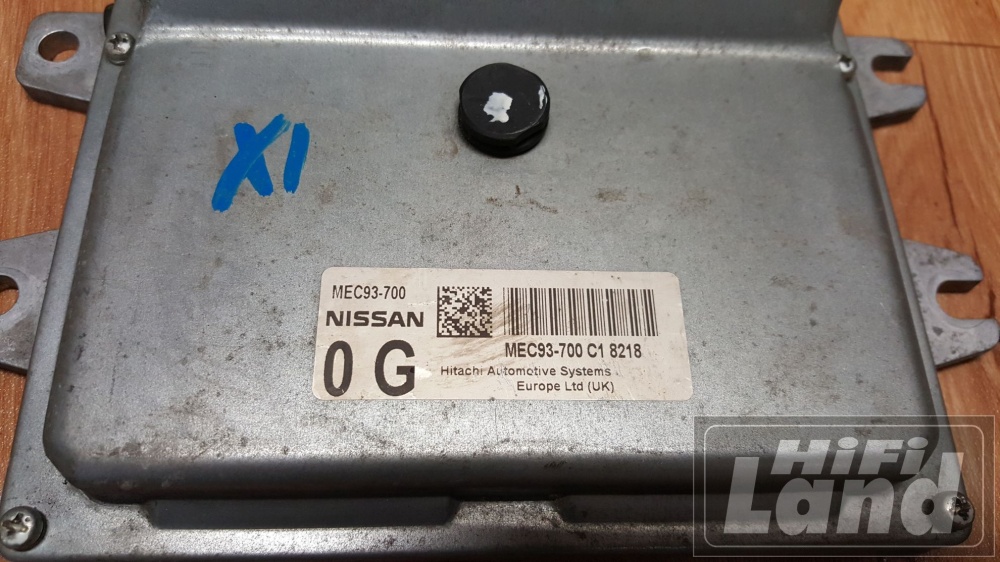 XI
MEC93-700
NISSAN
0 G
MEC93-700 C1 8218
Hitachi Automotive Systems
Europe Ltd (UK)
HiFi
Land